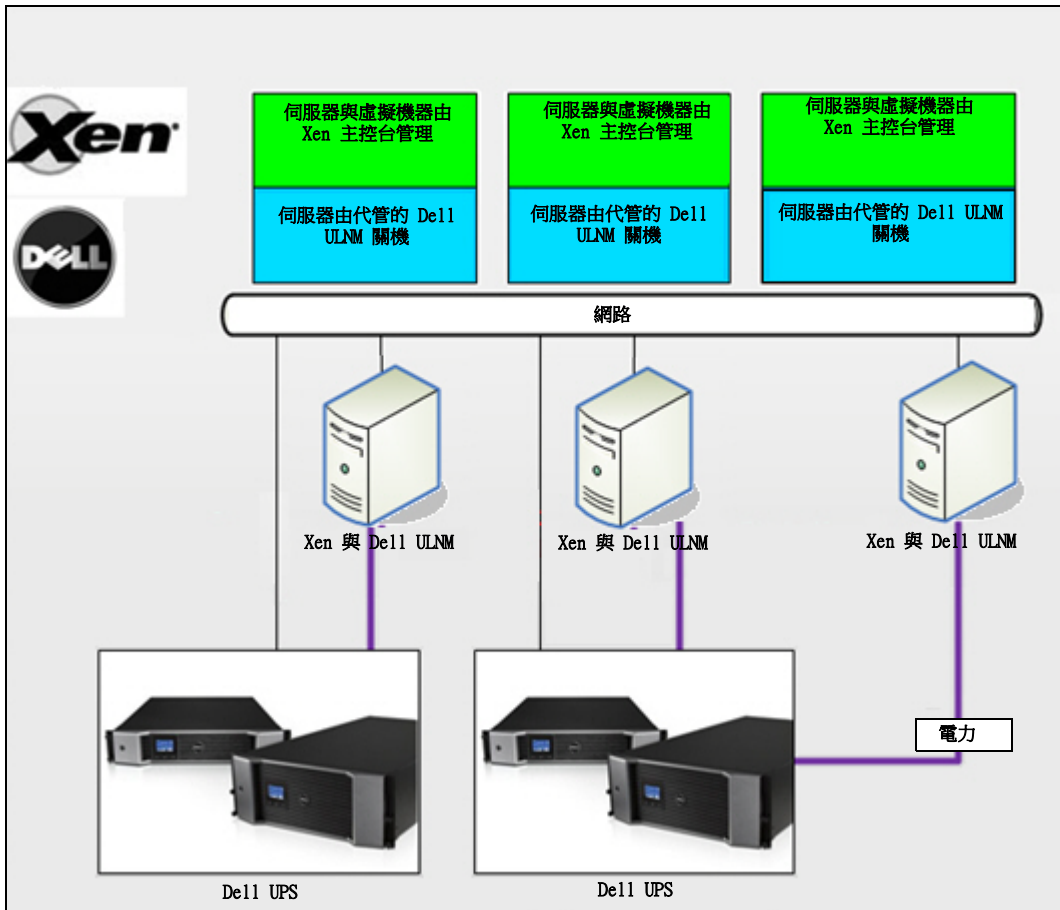 伺服器與虛擬機器由
Xen 主控台管理
伺服器與虛擬機器由
Xen 主控台管理
伺服器與虛擬機器由
Xen 主控台管理
Xen
伺服器由代管的 Dell
ULNM 關機
伺服器由代管的 Dell
ULNM 關機
伺服器由代管的 Dell ULNM
關機
DELL
網路
Xen 與 Dell ULNM
Xen 與 Dell ULNM
Xen 與 Dell ULNM
電力
Dell UPS
Dell UPS